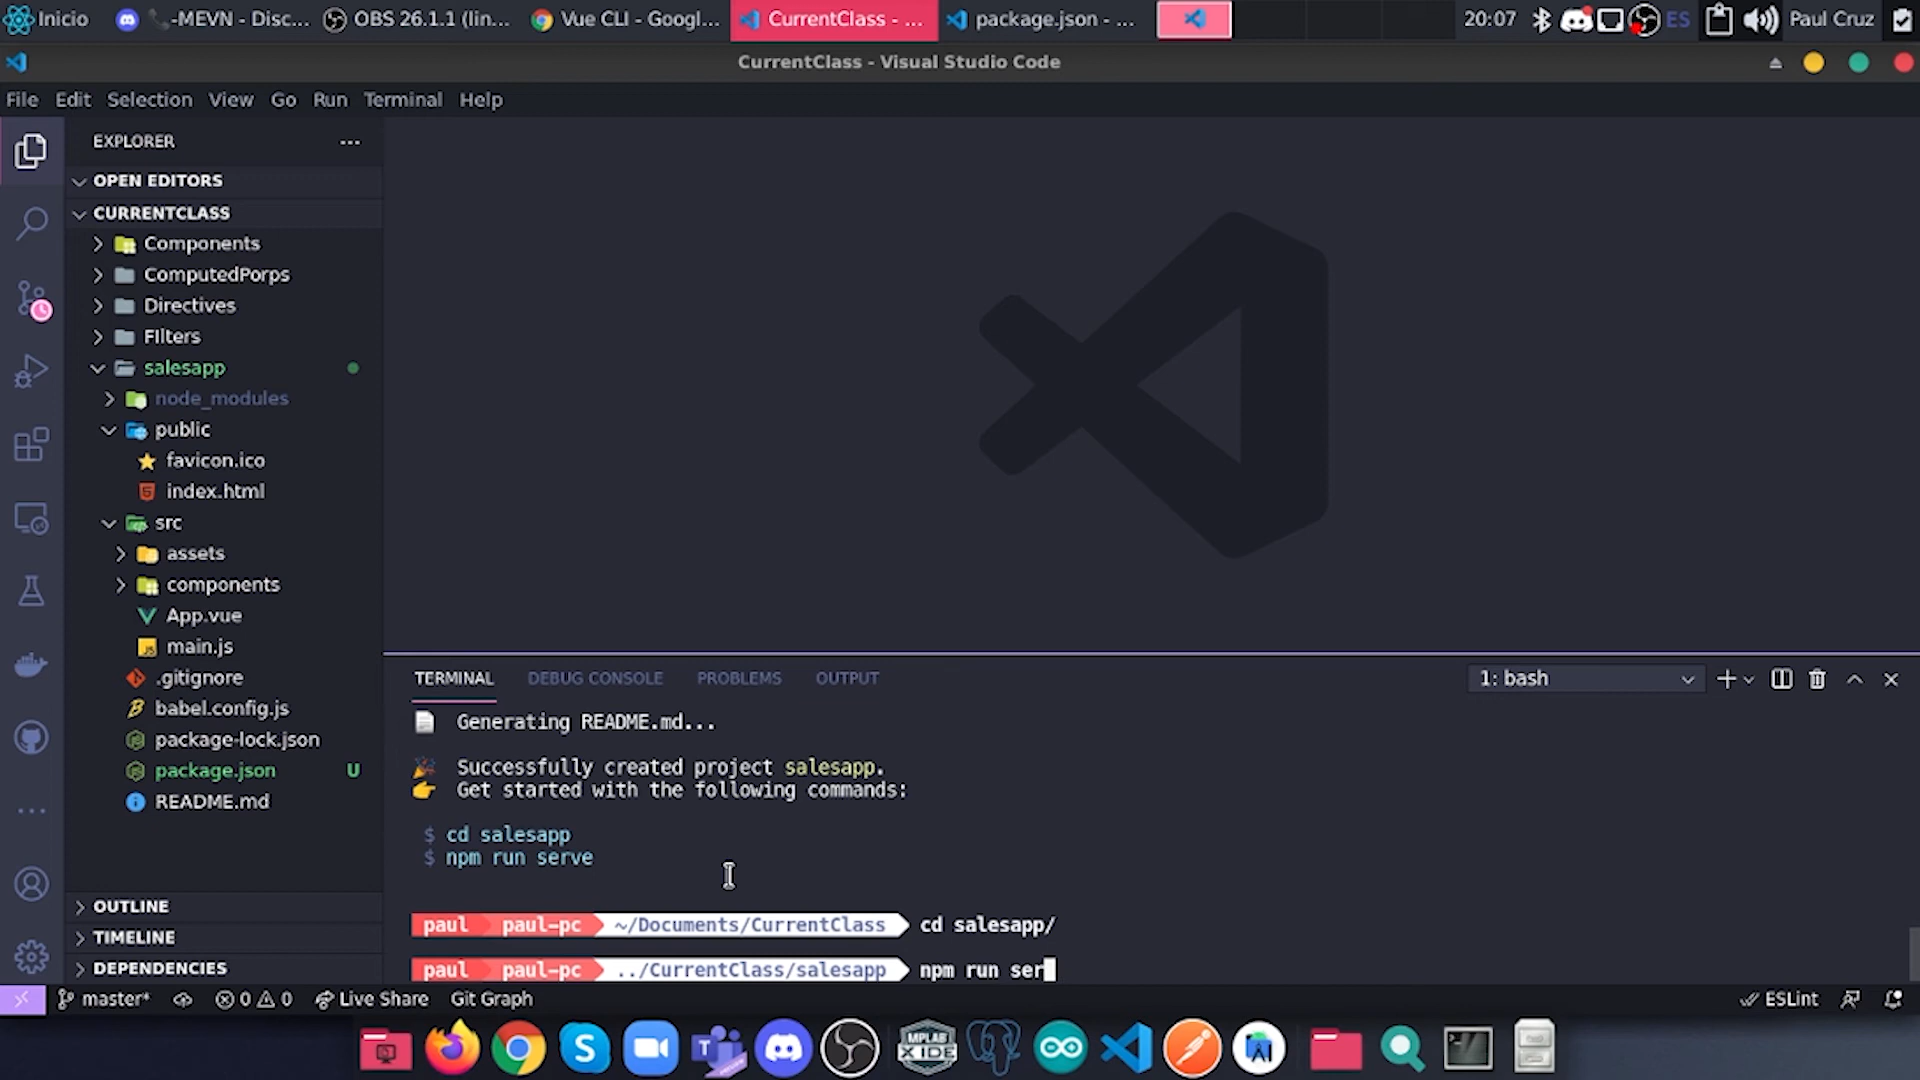 Inicio
-MEVN - Disc...
OBS 26.1.1 (lin...
Vue CLI - Googl...
CurrentClass - ...
package.json - ...
20:07
ES
Paul Cruz
CurrentClass - Visual Studio Code
File Edit Selection View Go Run Terminal Help
EXPLORER
OPEN EDITORS
CURRENTCLASS
Components
ComputedPorps
Directives
FIlters
salesapp
node_modules
public
favicon.ico
index.html
src
assets
components
App.vue
main.js
.gitignore
babel.config.js
package-lock.json
package.json U
README.md
OUTLINE
TIMELINE
DEPENDENCIES
TERMINAL DEBUG CONSOLE PROBLEMS OUTPUT
1: bash
Generating README.md...
Successfully created project salesapp.
Get started with the following commands:
$ cd salesapp
$ npm run serve
paul paul-pc ~/Documents/CurrentClass cd salesapp/
paul paul-pc ../CurrentClass/salesapp npm run ser
master* 0 0 Live Share Git Graph
ESLint
MPLAB
X IDE